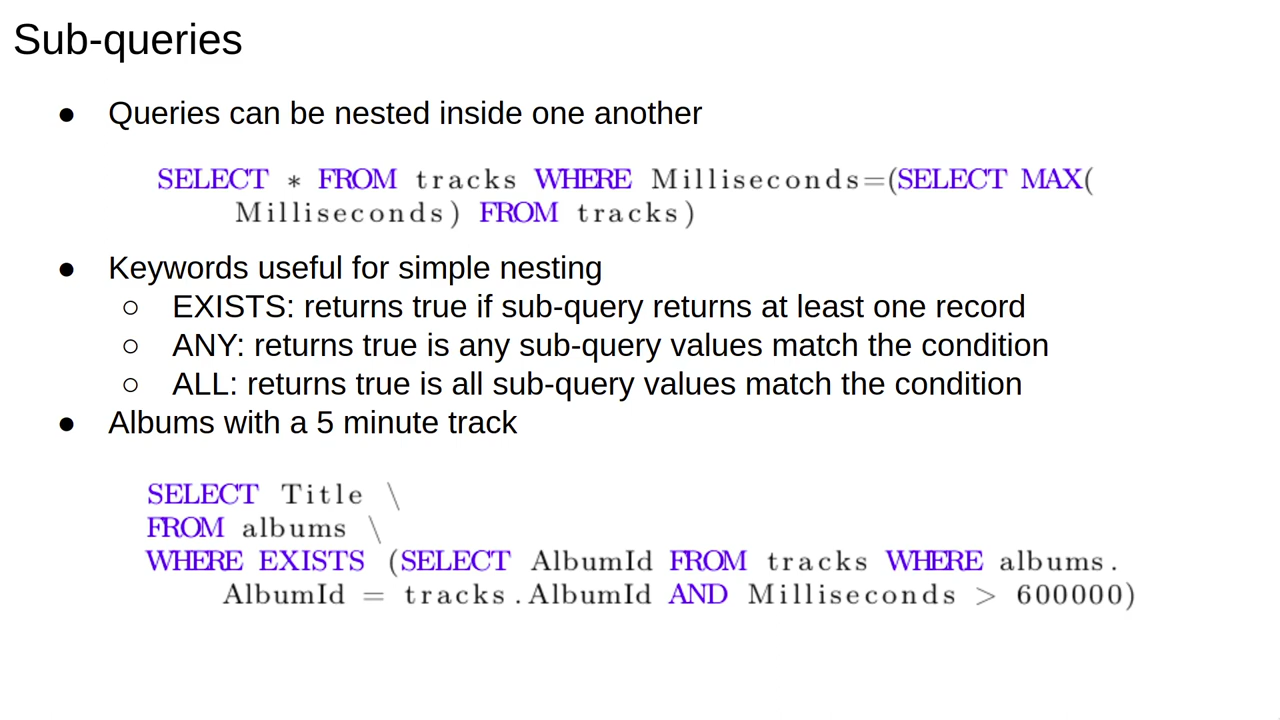 Sub-queries
● Queries can be nested inside one another
SELECT * FROM tracks WHERE Milliseconds=(SELECT MAX(
Milliseconds) FROM tracks)
● Keywords useful for simple nesting
○ EXISTS: returns true if sub-query returns at least one record
○ ANY: returns true is any sub-query values match the condition
○ ALL: returns true is all sub-query values match the condition
● Albums with a 5 minute track
SELECT Title \
FROM albums \
WHERE EXISTS (SELECT AlbumId FROM tracks WHERE albums.
AlbumId = tracks.AlbumId AND Milliseconds > 600000)